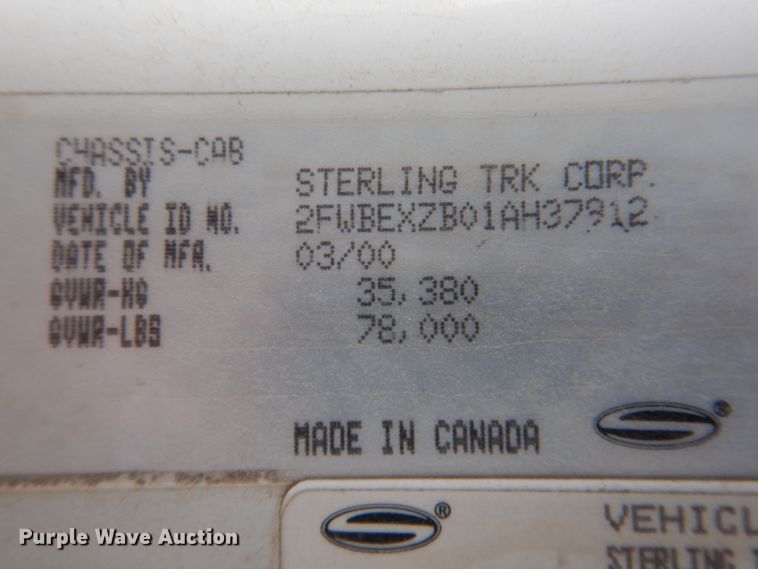 CHASSIS-CAB
MFD. BY STERLING TRK CORP.
VEHICLE ID NO. 2FWBEXZB01AH37912
DATE OF MFR. 03/00
GVWR-KG 35,380
GVWR-LBS 78,000
MADE IN CANADA ®
® VEHICL
STERLING
Purple Wave Auction